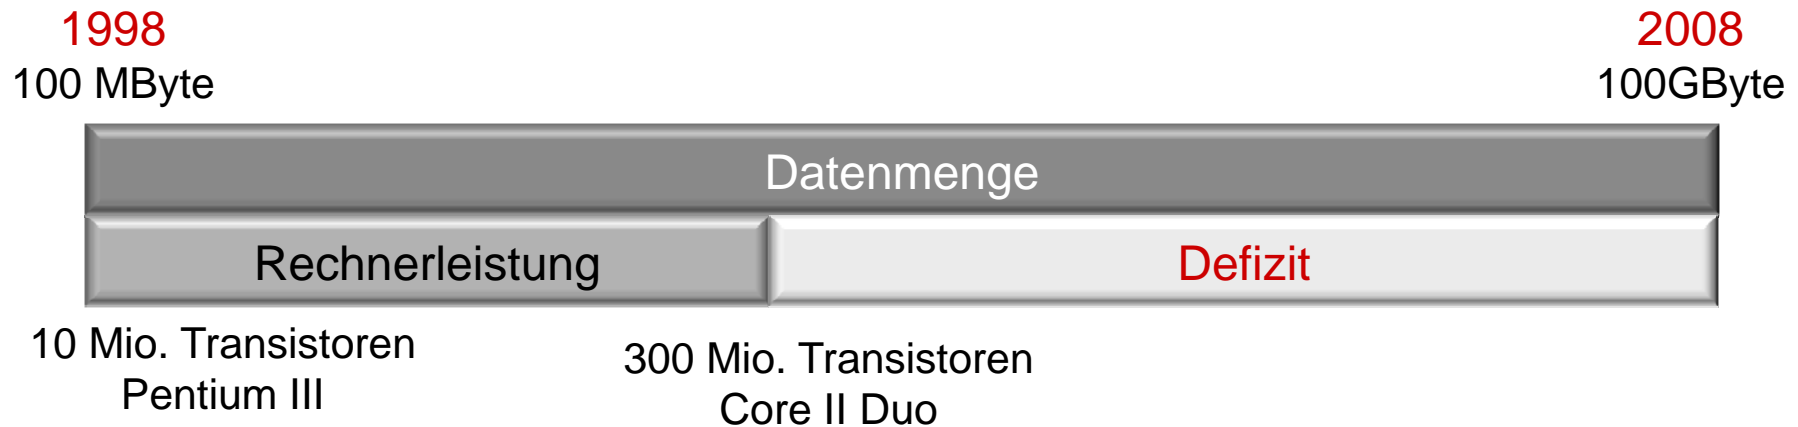 1998
100 MByte
2008
100GByte
Datenmenge
Rechnerleistung
Defizit
10 Mio. Transistoren
Pentium III
300 Mio. Transistoren
Core II Duo